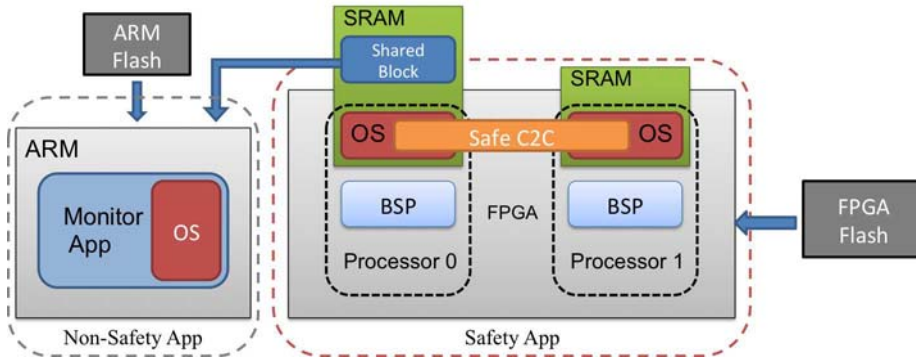 SRAM
ARM
Flash
Shared
Block
SRAM
ARM
OS
Safe C2C
OS
Monitor
App
OS
BSP
FPGA
BSP
FPGA
Flash
Processor 0
Processor 1
Non-Safety App
Safety App